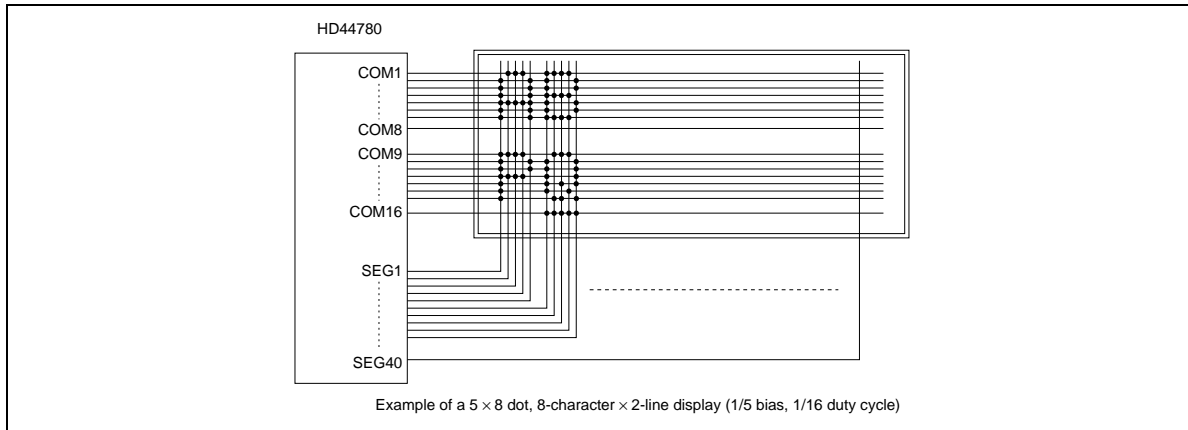 HD44780
COM1
COM8
COM9
COM16
SEG1
SEG40
Example of a 5 × 8 dot, 8-character × 2-line display (1/5 bias, 1/16 duty cycle)